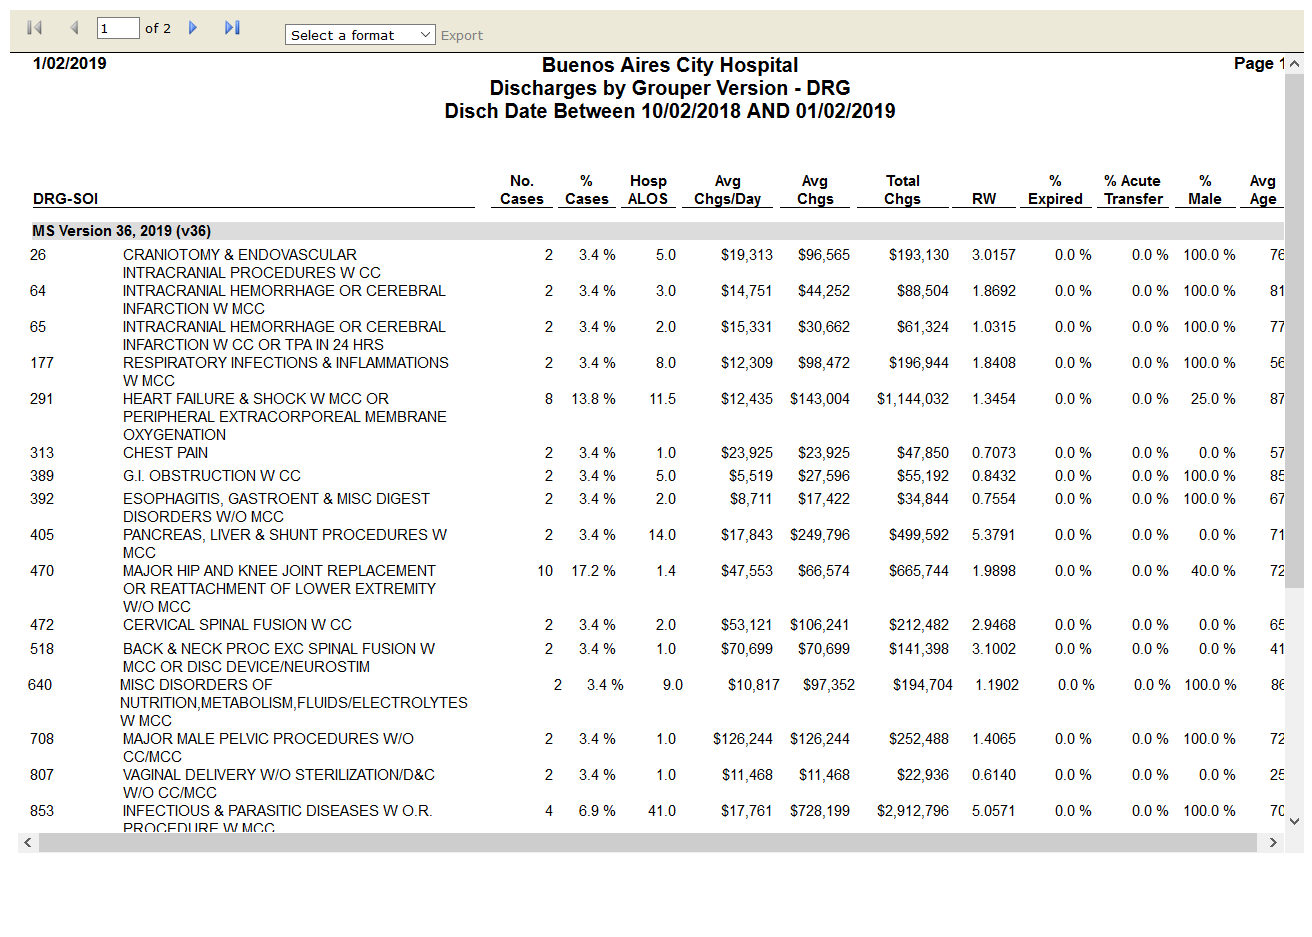 1 of 2 Select a format Export
1/02/2019 Buenos Aires City Hospital Page 1
Discharges by Grouper Version - DRG
Disch Date Between 10/02/2018 AND 01/02/2019
No. % Hosp Avg Avg Total % % Acute % Avg
DRG-SOI Cases Cases ALOS Chgs/Day Chgs Chgs RW Expired Transfer Male Age
MS Version 36, 2019 (v36)
26 CRANIOTOMY & ENDOVASCULAR 2 3.4 % 5.0 $19,313 $96,565 $193,130 3.0157 0.0 % 0.0 % 100.0 % 76
INTRACRANIAL PROCEDURES W CC
64 INTRACRANIAL HEMORRHAGE OR CEREBRAL 2 3.4 % 3.0 $14,751 $44,252 $88,504 1.8692 0.0 % 0.0 % 100.0 % 81
INFARCTION W MCC
65 INTRACRANIAL HEMORRHAGE OR CEREBRAL 2 3.4 % 2.0 $15,331 $30,662 $61,324 1.0315 0.0 % 0.0 % 100.0 % 77
INFARCTION W CC OR TPA IN 24 HRS
177 RESPIRATORY INFECTIONS & INFLAMMATIONS 2 3.4 % 8.0 $12,309 $98,472 $196,944 1.8408 0.0 % 0.0 % 100.0 % 56
W MCC
291 HEART FAILURE & SHOCK W MCC OR 8 13.8 % 11.5 $12,435 $143,004 $1,144,032 1.3454 0.0 % 0.0 % 25.0 % 87
PERIPHERAL EXTRACORPOREAL MEMBRANE
OXYGENATION
313 CHEST PAIN 2 3.4 % 1.0 $23,925 $23,925 $47,850 0.7073 0.0 % 0.0 % 0.0 % 57
389 G.I. OBSTRUCTION W CC 2 3.4 % 5.0 $5,519 $27,596 $55,192 0.8432 0.0 % 0.0 % 100.0 % 85
392 ESOPHAGITIS, GASTROENT & MISC DIGEST 2 3.4 % 2.0 $8,711 $17,422 $34,844 0.7554 0.0 % 0.0 % 100.0 % 67
DISORDERS W/O MCC
405 PANCREAS, LIVER & SHUNT PROCEDURES W 2 3.4 % 14.0 $17,843 $249,796 $499,592 5.3791 0.0 % 0.0 % 0.0 % 71
MCC
470 MAJOR HIP AND KNEE JOINT REPLACEMENT 10 17.2 % 1.4 $47,553 $66,574 $665,744 1.9898 0.0 % 0.0 % 40.0 % 72
OR REATTACHMENT OF LOWER EXTREMITY
W/O MCC
472 CERVICAL SPINAL FUSION W CC 2 3.4 % 2.0 $53,121 $106,241 $212,482 2.9468 0.0 % 0.0 % 0.0 % 65
518 BACK & NECK PROC EXC SPINAL FUSION W 2 3.4 % 1.0 $70,699 $70,699 $141,398 3.1002 0.0 % 0.0 % 0.0 % 41
MCC OR DISC DEVICE/NEUROSTIM
640 MISC DISORDERS OF 2 3.4 % 9.0 $10,817 $97,352 $194,704 1.1902 0.0 % 0.0 % 100.0 % 86
NUTRITION,METABOLISM,FLUIDS/ELECTROLYTES
W MCC
708 MAJOR MALE PELVIC PROCEDURES W/O 2 3.4 % 1.0 $126,244 $126,244 $252,488 1.4065 0.0 % 0.0 % 100.0 % 72
CC/MCC
807 VAGINAL DELIVERY W/O STERILIZATION/D&C 2 3.4 % 1.0 $11,468 $11,468 $22,936 0.6140 0.0 % 0.0 % 0.0 % 25
W/O CC/MCC
853 INFECTIOUS & PARASITIC DISEASES W O.R. 4 6.9 % 41.0 $17,761 $728,199 $2,912,796 5.0571 0.0 % 0.0 % 100.0 % 70
PROCEDURE W MCC